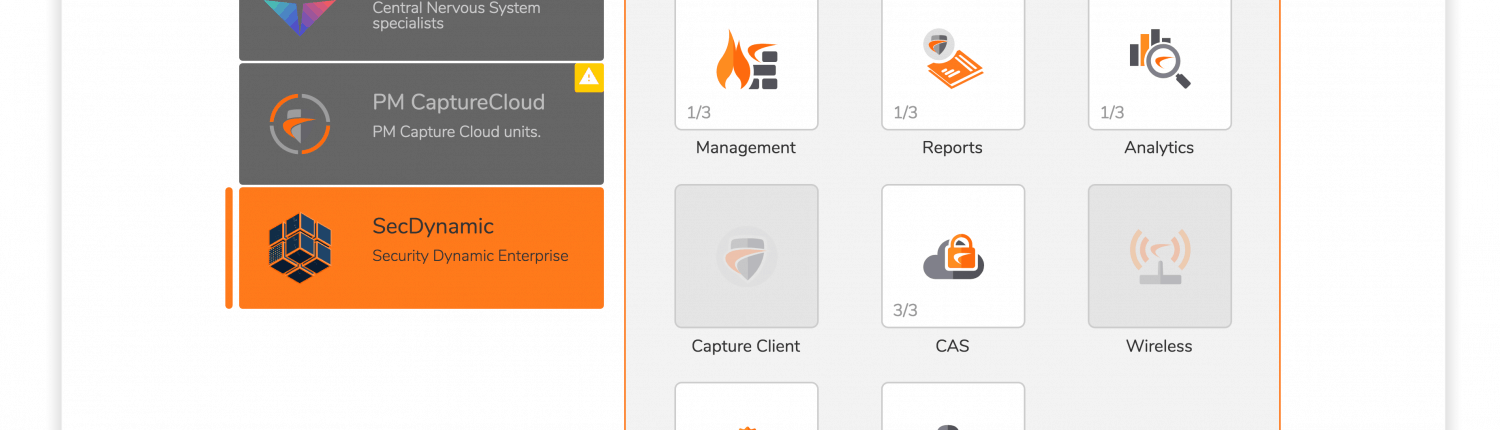 Central Nervous System
specialists
PM CaptureCloud
PM Capture Cloud units.
SecDynamic
Security Dynamic Enterprise
1/3
1/3
1/3
Management
Reports
Analytics
3/3
Capture Client
CAS
Wireless